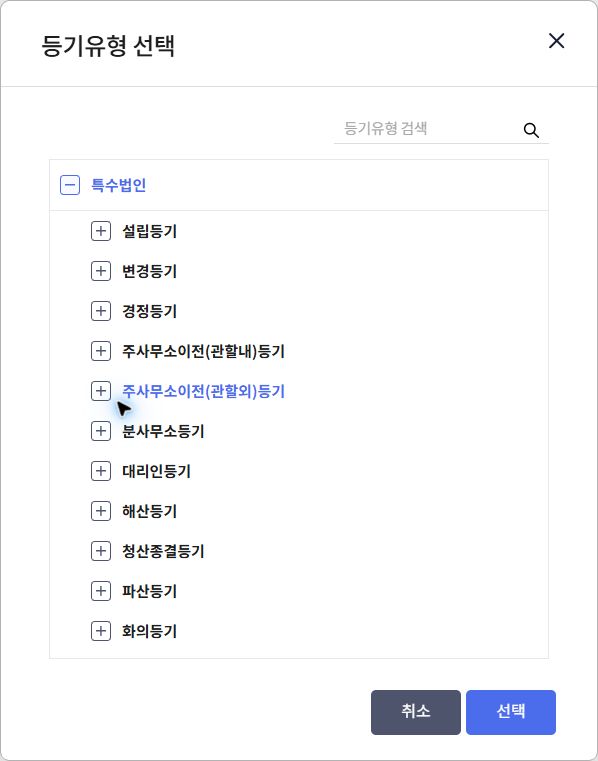 등기유형 선택
등기유형 검색
특수법인
설립등기
변경등기
경정등기
주사무소이전(관할내)등기
주사무소이전(관할외)등기
분사무소등기
대리인등기
해산등기
청산종결등기
파산등기
화의등기
취소
선택